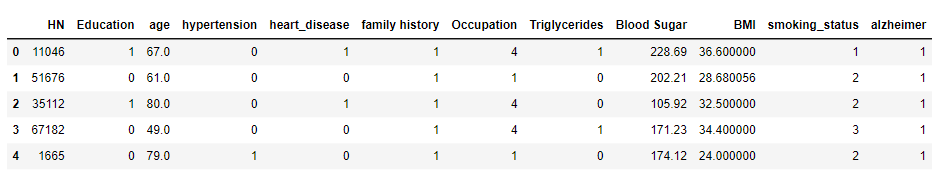 HN Education age hypertension heart_disease family history Occupation Triglycerides Blood Sugar BMI smoking_status alzheimer
0 11046 1 67.0 0 1 1 4 1 228.69 36.600000 1 1
1 51676 0 61.0 0 0 1 1 0 202.21 28.680056 2 1
2 35112 1 80.0 0 1 1 4 0 105.92 32.500000 2 1
3 67182 0 49.0 0 0 1 4 1 171.23 34.400000 3 1
4 1665 0 79.0 1 0 1 1 0 174.12 24.000000 2 1